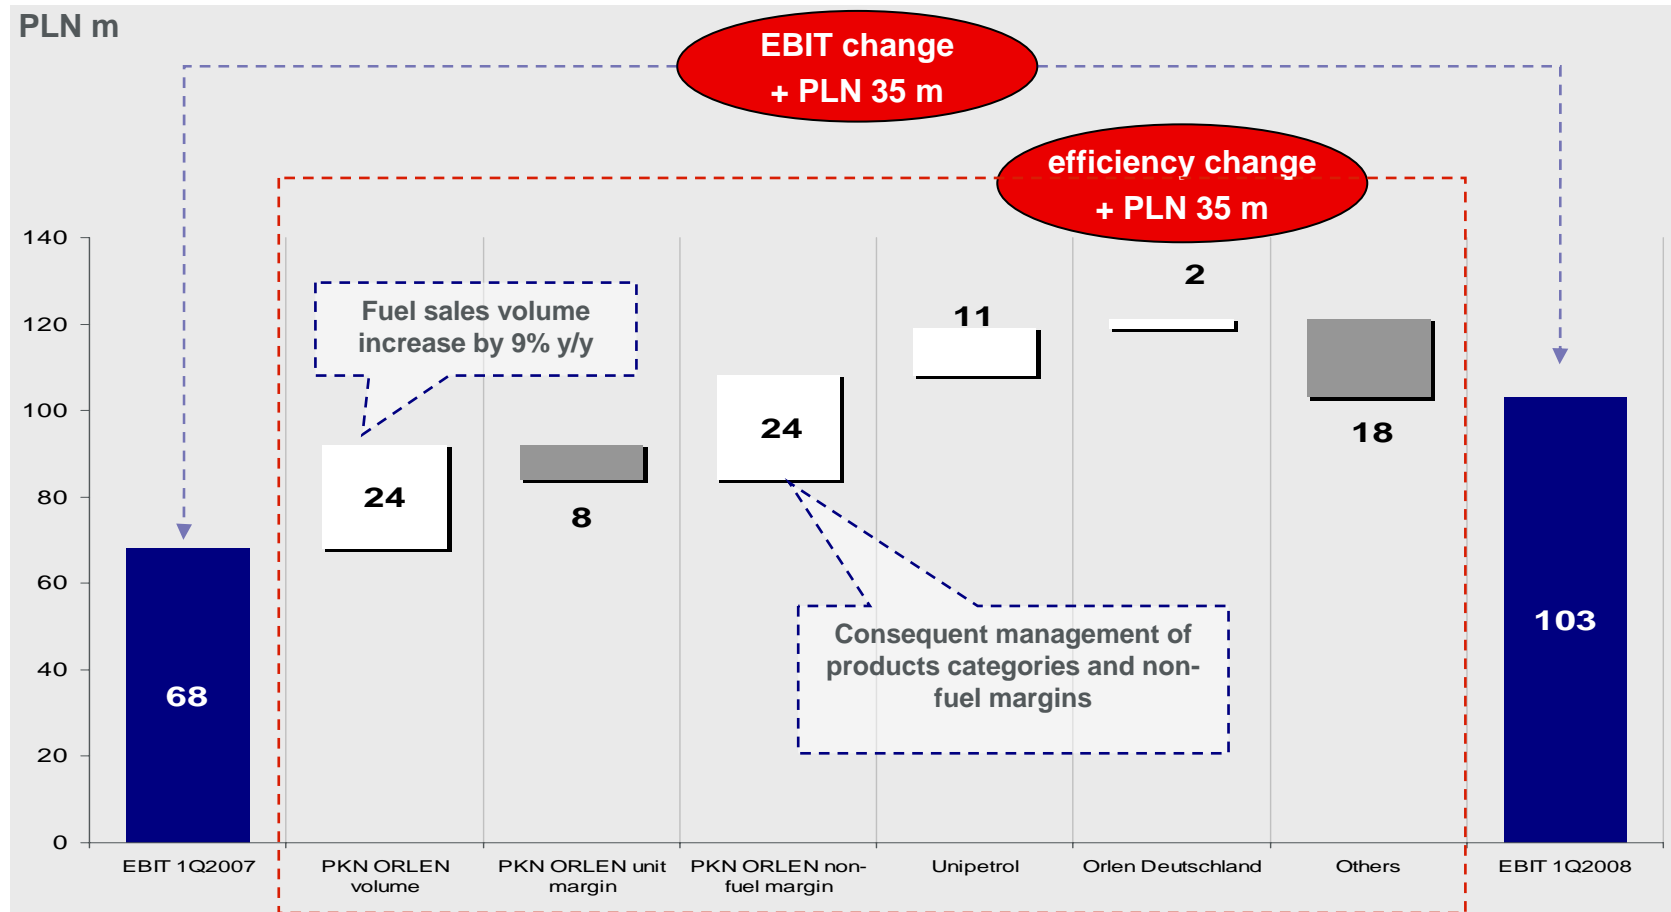 PLN m
EBIT change
+ PLN 35 m
efficiency change
+ PLN 35 m
140
120
100
80
60
40
20
0
Fuel sales volume
increase by 9% y/y
Consequent management of
products categories and non-
fuel margins
68
24
8
24
11
2
18
103
EBIT 1Q2007
PKN ORLEN
volume
PKN ORLEN unit
margin
PKN ORLEN non-
fuel margin
Unipetrol
Orlen Deutschland
Others
EBIT 1Q2008